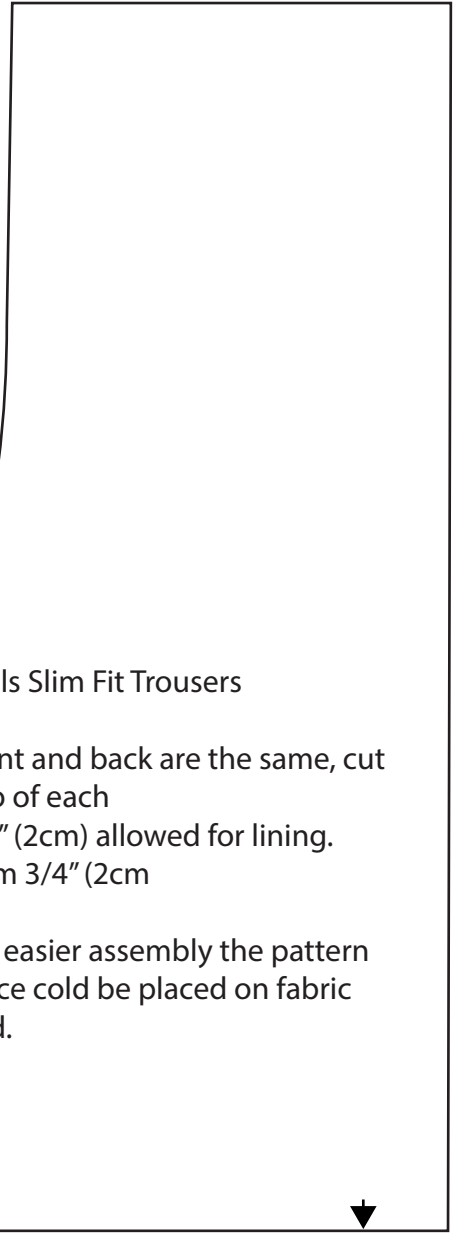 ls Slim Fit Trousers
nt and back are the same, cut
o of each
" (2cm) allowed for lining.
m 3/4" (2cm
easier assembly the pattern
ce cold be placed on fabric
d.